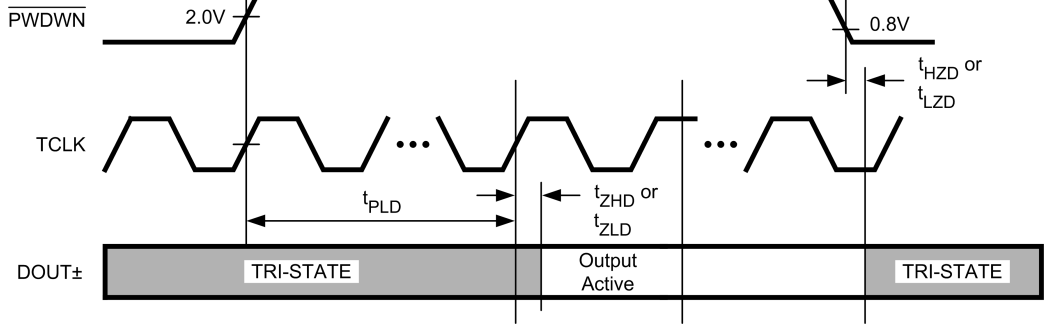 PWDWN
2.0V
0.8V
tHZD or
tLZD
TCLK
tPLD
tZHD or
tZLD
DOUT±
TRI-STATE
Output
Active
TRI-STATE